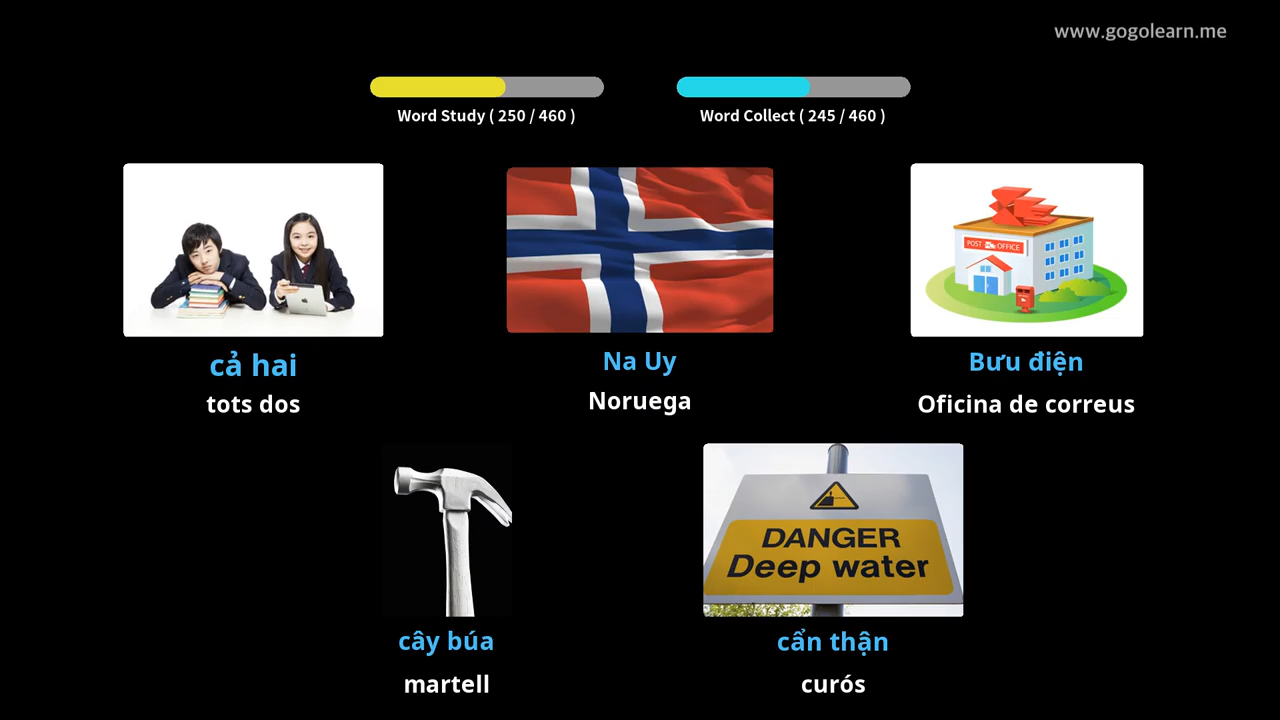 www.gogolearn.me
Word Study ( 250 / 460 )
Word Collect ( 245 / 460 )
POST OFFICE
cả hai
tots dos
Na Uy
Noruega
Bưu điện
Oficina de correus
DANGER
Deep water
cây búa
martell
cẩn thận
curós